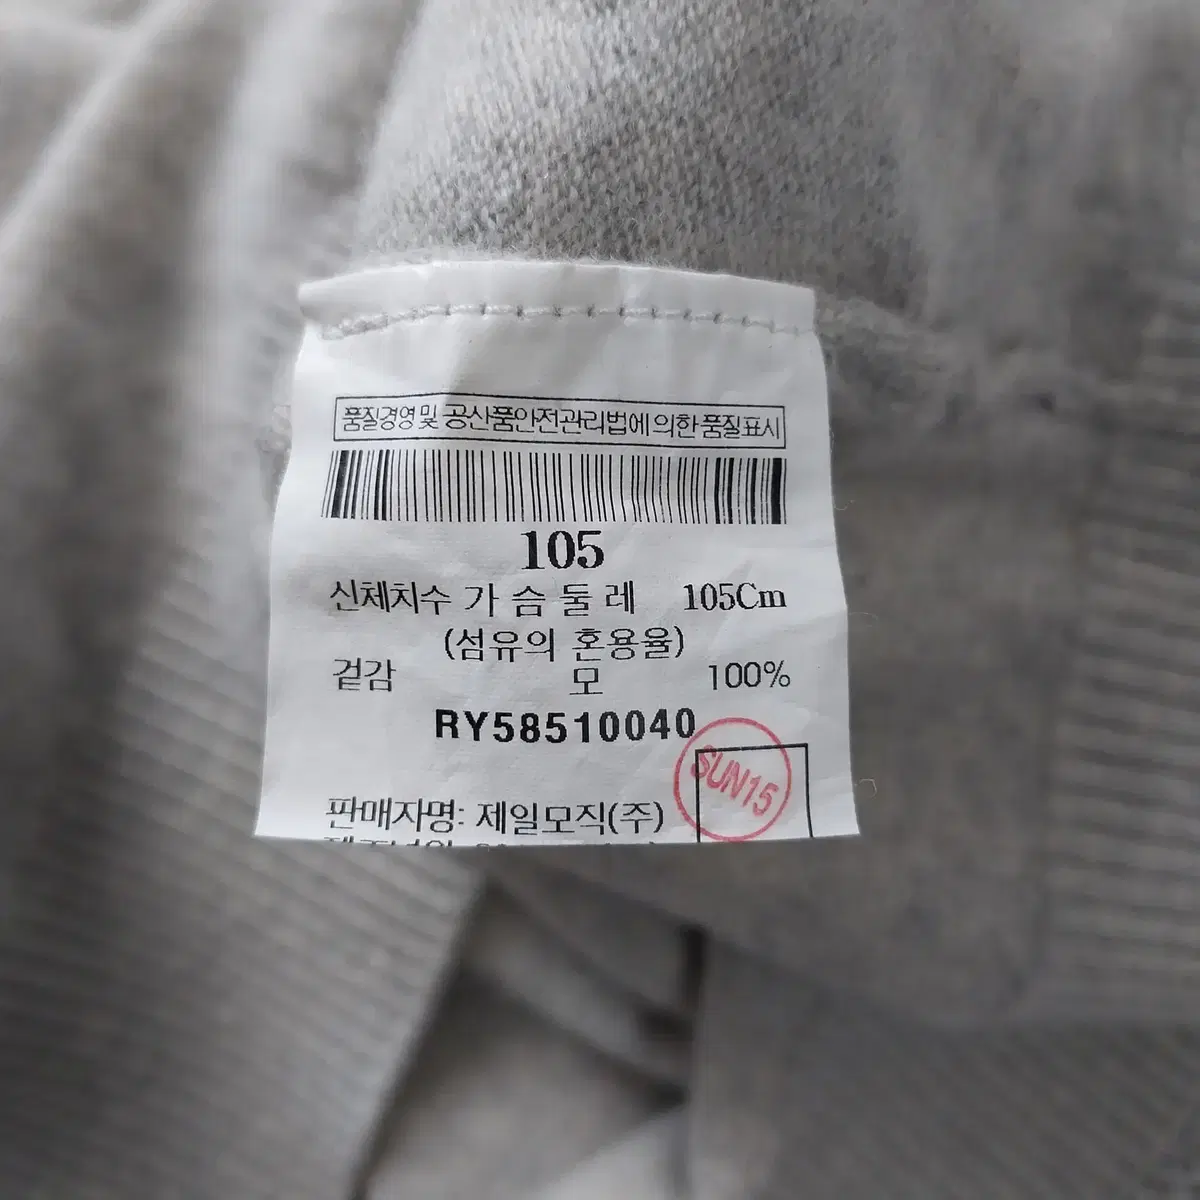 품질경영 및 공산품안전관리법에 의한 품질표시
105
신체치수 가 슴 둘 레 105Cm
(섬유의 혼용율)
겉감 모 100%
RY58510040
SUN15
판매자명: 제일모직(주)